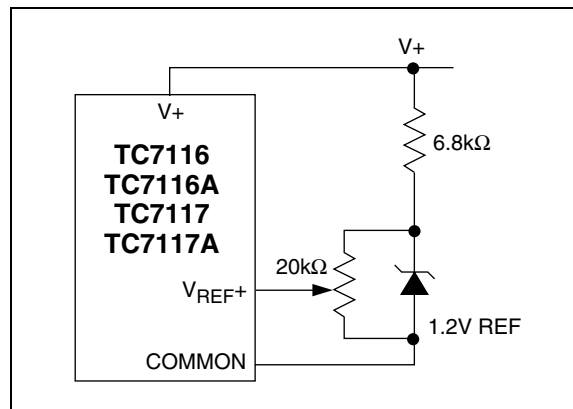 V+
V+
TC7116
TC7116A
TC7117
TC7117A
6.8kΩ
20kΩ
VREF+
1.2V REF
COMMON